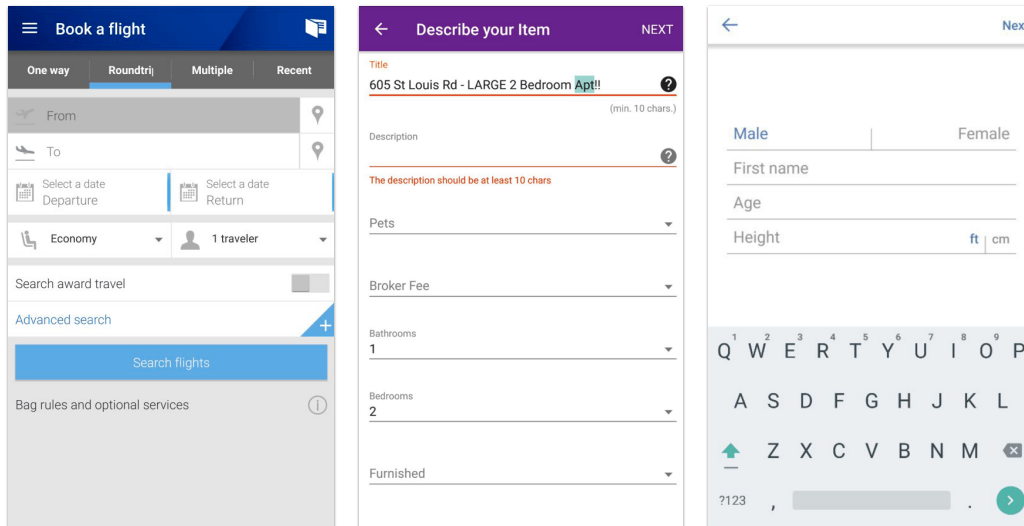 Book a flight
One way Roundtrip Multiple Recent
From
To
Select a date
Departure
Select a date
Return
Economy
1 traveler
Search award travel
Advanced search
+
Search flights
Bag rules and optional services
i
Describe your Item NEXT
Title
605 St Louis Rd - LARGE 2 Bedroom Apt!!
?
(min. 10 chars.)
Description
?
The description should be at least 10 chars
Pets
Broker Fee
Bathrooms
1
Bedrooms
2
Furnished
Nex
Male Female
First name
Age
Height ft cm
1 2 3 4 5 6 7 8 9
Q W E R T Y U I O P
A S D F G H J K L
Z X C V B N M
?123 , .